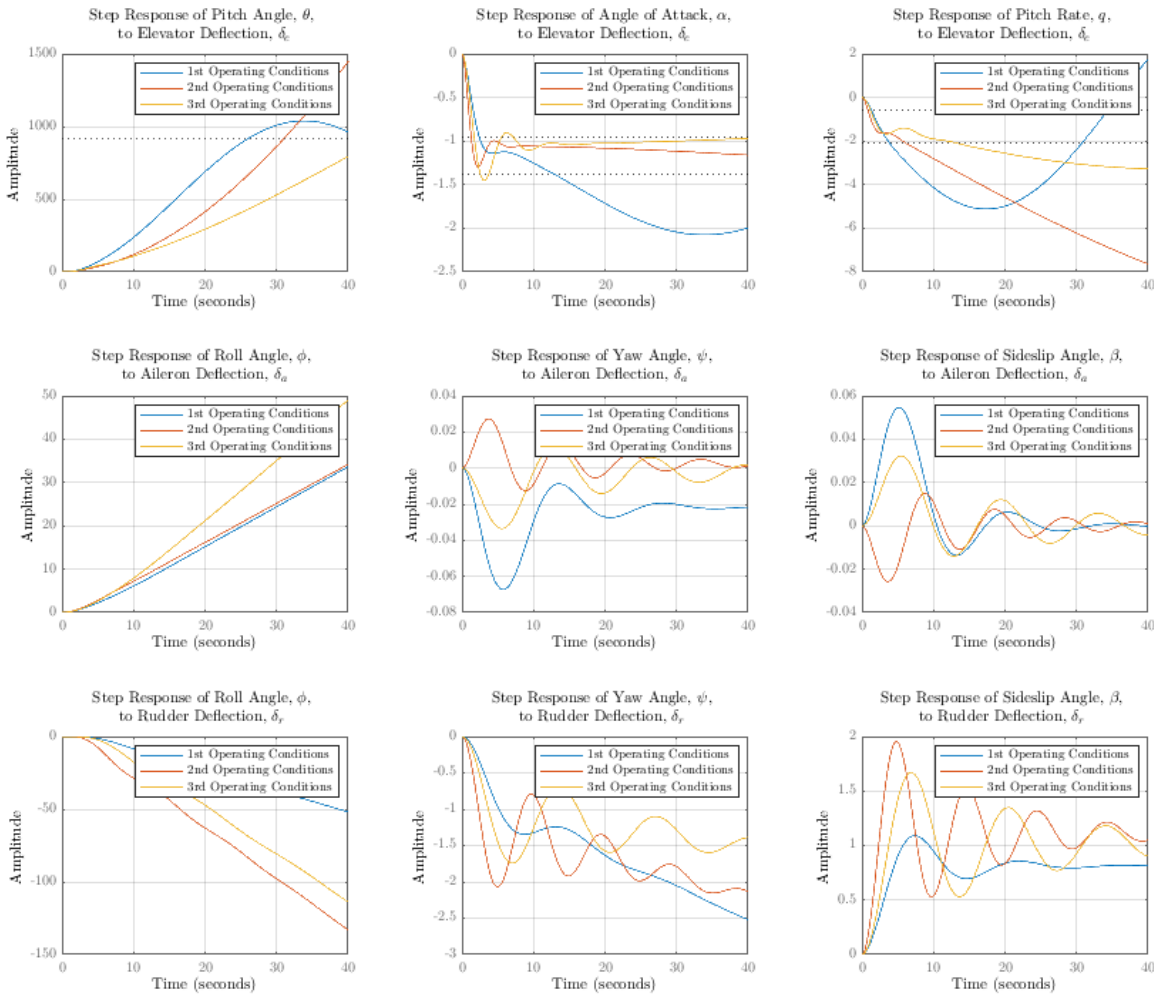 Step Response of Pitch Angle, θ,
to Elevator Deflection, δe
Amplitude
1500
1000
500
0
1st Operating Conditions
2nd Operating Conditions
3rd Operating Conditions
0 10 20 30 40
Time (seconds)
Step Response of Angle of Attack, α,
to Elevator Deflection, δe
Amplitude
0
-0.5
-1
-1.5
-2
-2.5
1st Operating Conditions
2nd Operating Conditions
3rd Operating Conditions
0 10 20 30 40
Time (seconds)
Step Response of Pitch Rate, q,
to Elevator Deflection, δe
Amplitude
2
0
-2
-4
-6
-8
1st Operating Conditions
2nd Operating Conditions
3rd Operating Conditions
0 10 20 30 40
Time (seconds)
Step Response of Roll Angle, ϕ,
to Aileron Deflection, δa
Amplitude
50
40
30
20
10
0
1st Operating Conditions
2nd Operating Conditions
3rd Operating Conditions
0 10 20 30 40
Time (seconds)
Step Response of Yaw Angle, ψ,
to Aileron Deflection, δa
Amplitude
0.04
0.02
0
-0.02
-0.04
-0.06
-0.08
1st Operating Conditions
2nd Operating Conditions
3rd Operating Conditions
0 10 20 30 40
Time (seconds)
Step Response of Sideslip Angle, β,
to Aileron Deflection, δa
Amplitude
0.06
0.04
0.02
0
-0.02
-0.04
1st Operating Conditions
2nd Operating Conditions
3rd Operating Conditions
0 10 20 30 40
Time (seconds)
Step Response of Roll Angle, ϕ,
to Rudder Deflection, δr
Amplitude
0
-50
-100
-150
1st Operating Conditions
2nd Operating Conditions
3rd Operating Conditions
0 10 20 30 40
Time (seconds)
Step Response of Yaw Angle, ψ,
to Rudder Deflection, δr
Amplitude
0
-0.5
-1
-1.5
-2
-2.5
-3
1st Operating Conditions
2nd Operating Conditions
3rd Operating Conditions
0 10 20 30 40
Time (seconds)
Step Response of Sideslip Angle, β,
to Rudder Deflection, δr
Amplitude
2
1.5
1
0.5
0
1st Operating Conditions
2nd Operating Conditions
3rd Operating Conditions
0 10 20 30 40
Time (seconds)